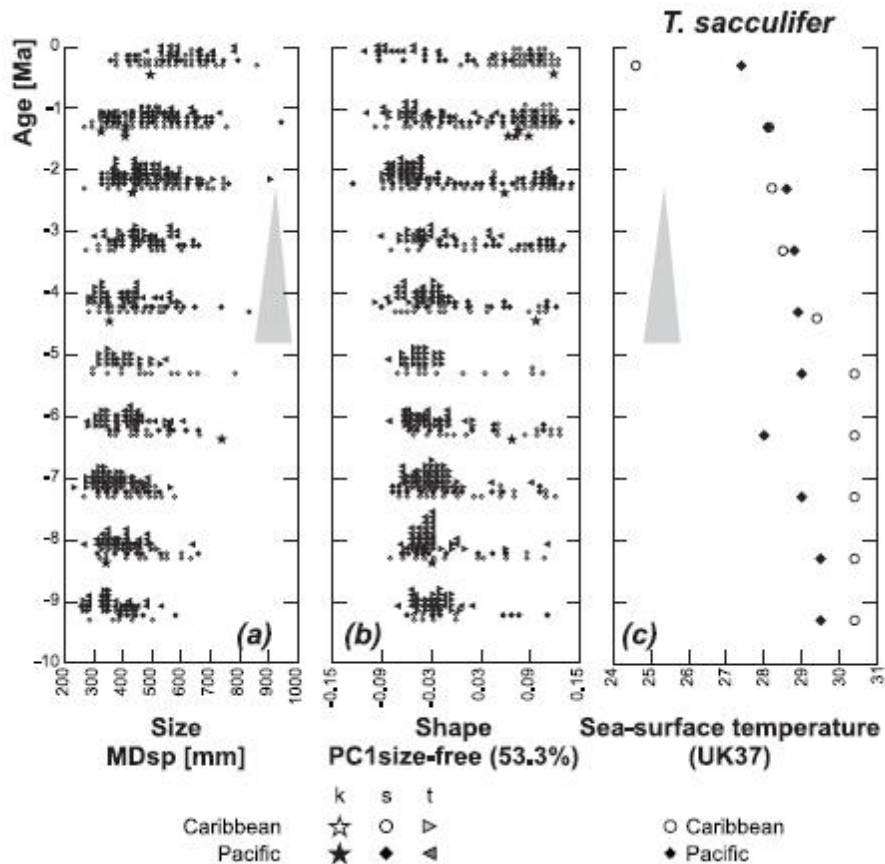 T. sacculifer
Age [Ma]
0
-1
-2
-3
-4
-5
-6
-7
-8
-9
-10
(a) (b) (c)
200 300 400 500 600 700 800 900 1000
-0.15 -0.09 -0.03 0.03 0.09 0.15
24 25 26 27 28 29 30 31
Size Shape Sea-surface temperature
MDsp [mm] PC1size-free (53.3%) (UK37)
k s t
Caribbean Caribbean
Pacific Pacific